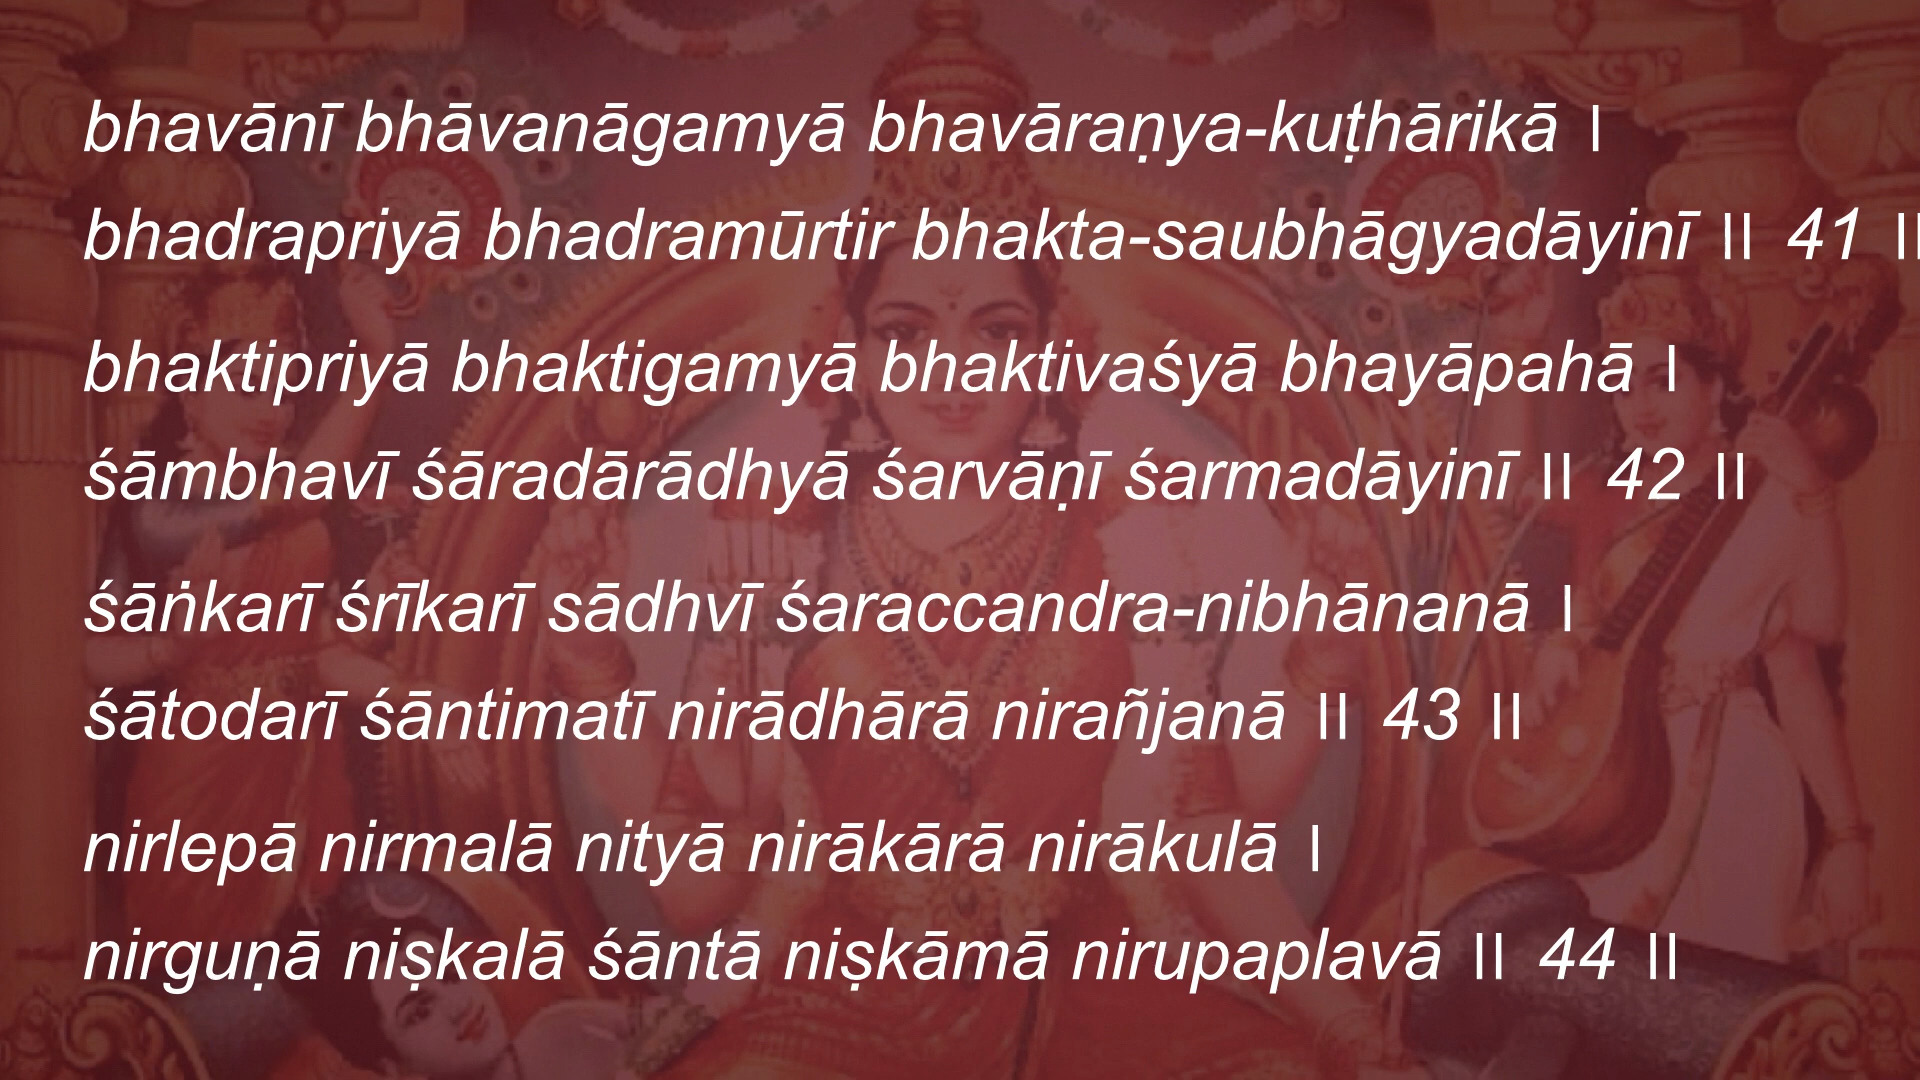 bhavānī bhāvanāgamyā bhavāraṇya-kuṭhārikā ।
bhadrapriyā bhadramūrtir bhakta-saubhāgyadāyinī ॥ 41 ॥
bhaktipriyā bhaktigamyā bhaktivaśyā bhayāpahā ।
śāmbhavī śāradārādhyā śarvāṇī śarmadāyinī ॥ 42 ॥
śāṅkarī śrīkarī sādhvī śaraccandra-nibhānanā ।
śātodarī śāntimatī nirādhārā nirañjanā ॥ 43 ॥
nirlepā nirmalā nityā nirākārā nirākulā ।
nirguṇā niṣkalā śāntā niṣkāmā nirupaplavā ॥ 44 ॥